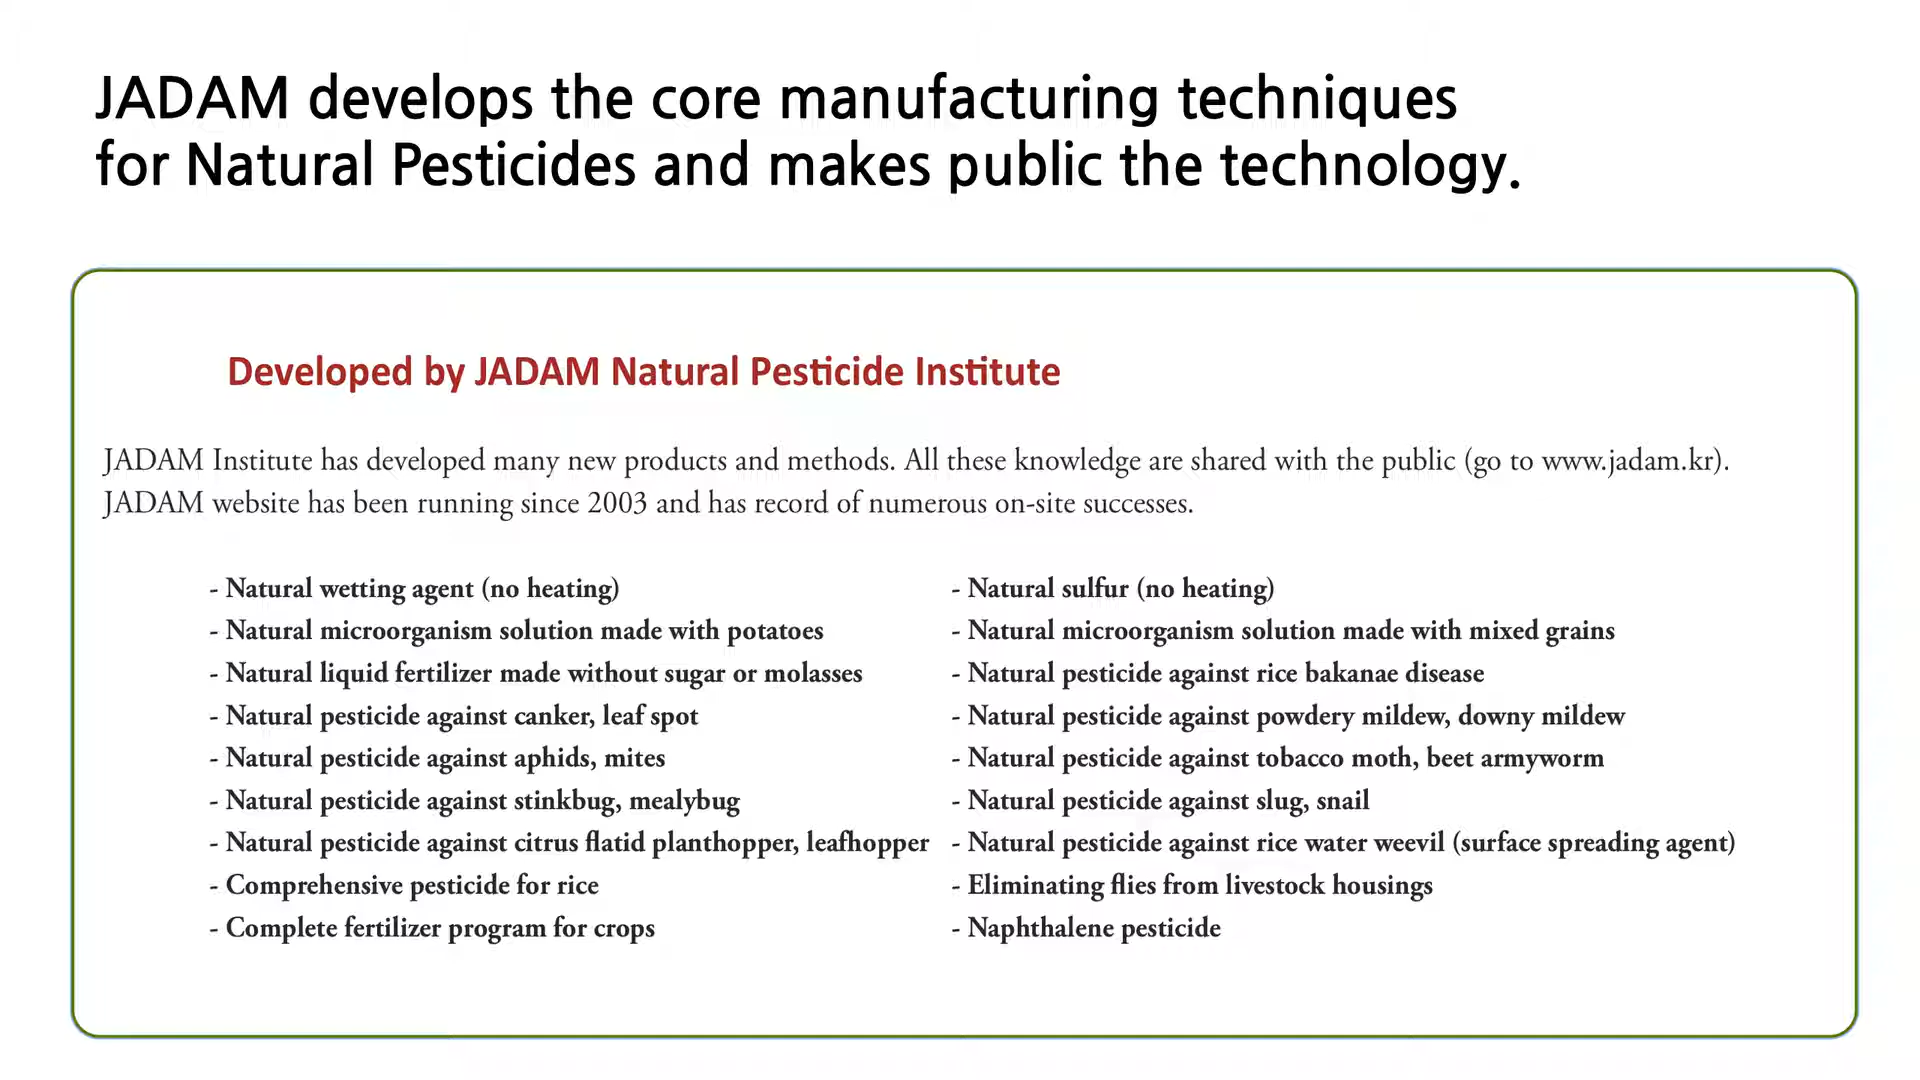 JADAM develops the core manufacturing techniques
for Natural Pesticides and makes public the technology.
Developed by JADAM Natural Pesticide Institute
JADAM Institute has developed many new products and methods. All these knowledge are shared with the public (go to www.jadam.kr).
JADAM website has been running since 2003 and has record of numerous on-site successes.
- Natural wetting agent (no heating)
- Natural microorganism solution made with potatoes
- Natural liquid fertilizer made without sugar or molasses
- Natural pesticide against canker, leaf spot
- Natural pesticide against aphids, mites
- Natural pesticide against stinkbug, mealybug
- Natural pesticide against citrus flatid planthopper, leafhopper
- Comprehensive pesticide for rice
- Complete fertilizer program for crops
- Natural sulfur (no heating)
- Natural microorganism solution made with mixed grains
- Natural pesticide against rice bakanae disease
- Natural pesticide against powdery mildew, downy mildew
- Natural pesticide against tobacco moth, beet armyworm
- Natural pesticide against slug, snail
- Natural pesticide against rice water weevil (surface spreading agent)
- Eliminating flies from livestock housings
- Naphthalene pesticide